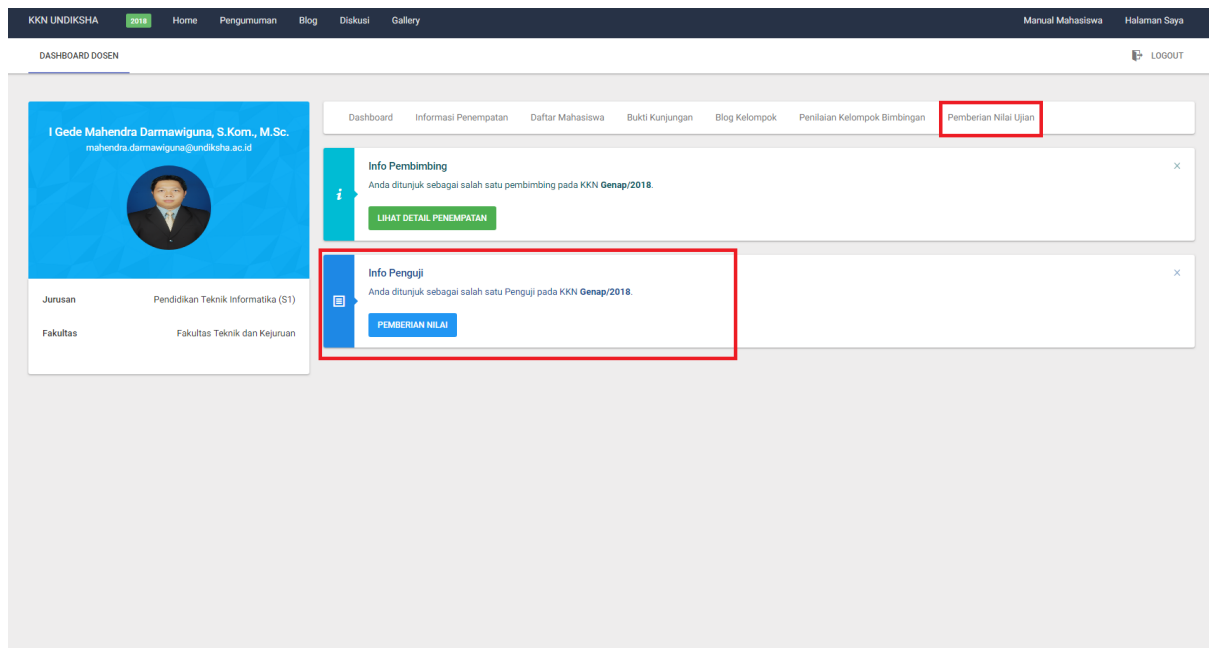 KKN UNDIKSHA 2018 Home Pengumuman Blog Diskusi Gallery Manual Mahasiswa Halaman Saya
DASHBOARD DOSEN LOGOUT
I Gede Mahendra Darmawiguna, S.Kom., M.Sc.
mahendra.darmawiguna@undiksha.ac.id
Jurusan Pendidikan Teknik Informatika (S1)
Fakultas Fakultas Teknik dan Kejuruan
Dashboard Informasi Penempatan Daftar Mahasiswa Bukti Kunjungan Blog Kelompok Penilaian Kelompok Bimbingan Pemberian Nilai Ujian
Info Pembimbing
Anda ditunjuk sebagai salah satu pembimbing pada KKN Genap/2018.
LIHAT DETAIL PENEMPATAN
Info Penguji
Anda ditunjuk sebagai salah satu Penguji pada KKN Genap/2018.
PEMBERIAN NILAI